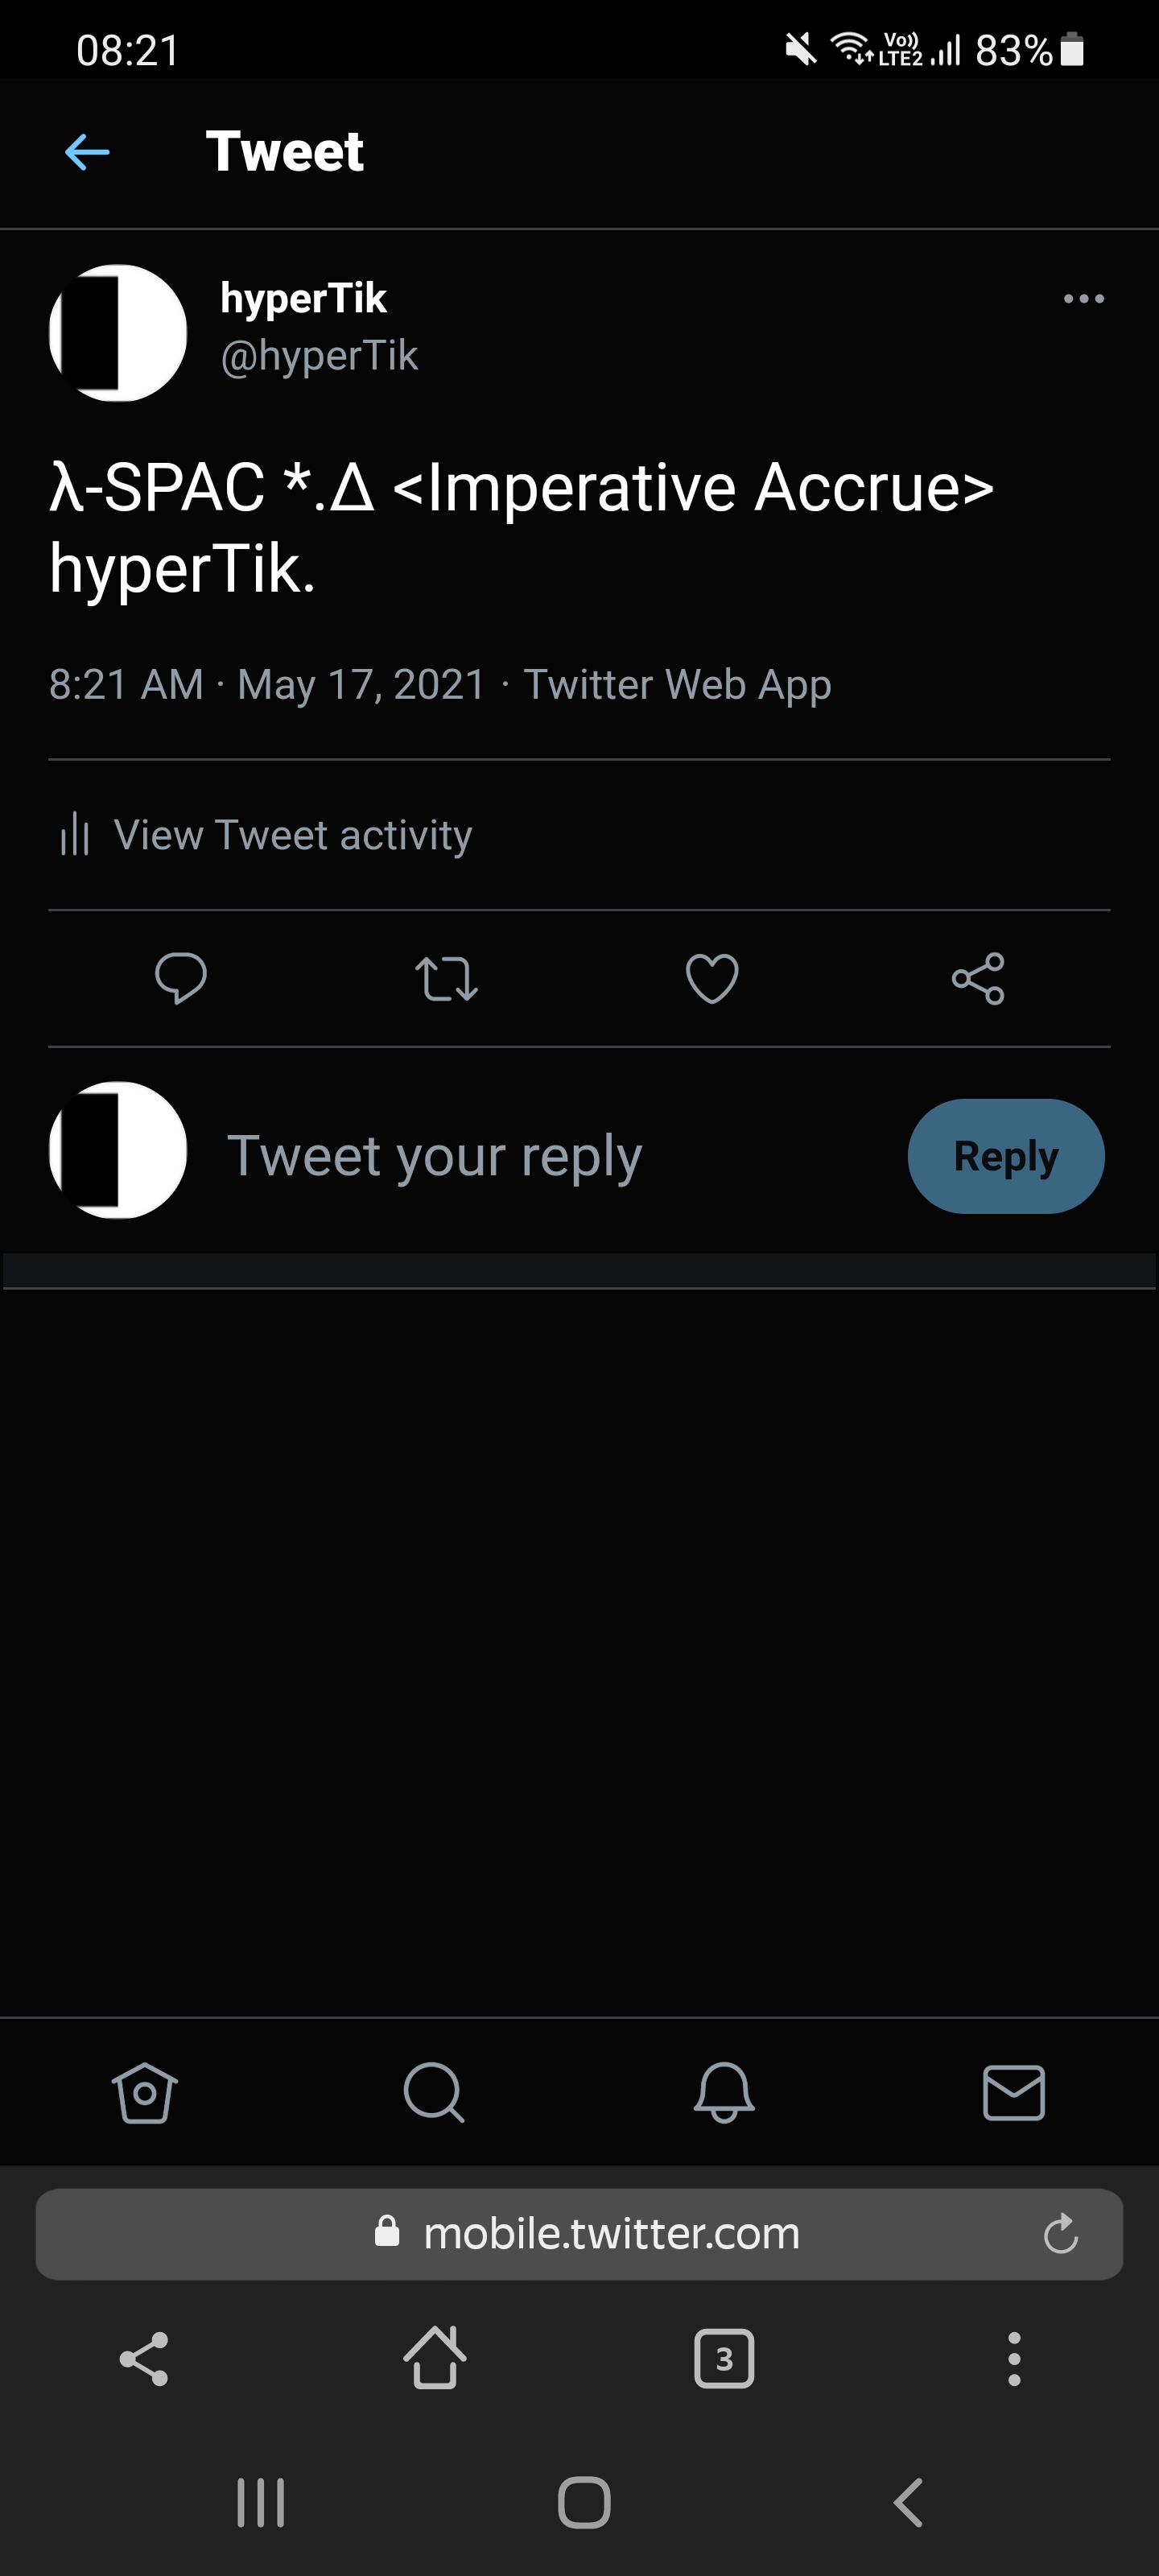 08:21
Vo)) LTE2 83%
Tweet
hyperTik
@hyperTik
λ-SPAC *.Δ <Imperative Accrue>
hyperTik.
8:21 AM · May 17, 2021 · Twitter Web App
View Tweet activity
Tweet your reply
Reply
mobile.twitter.com
3